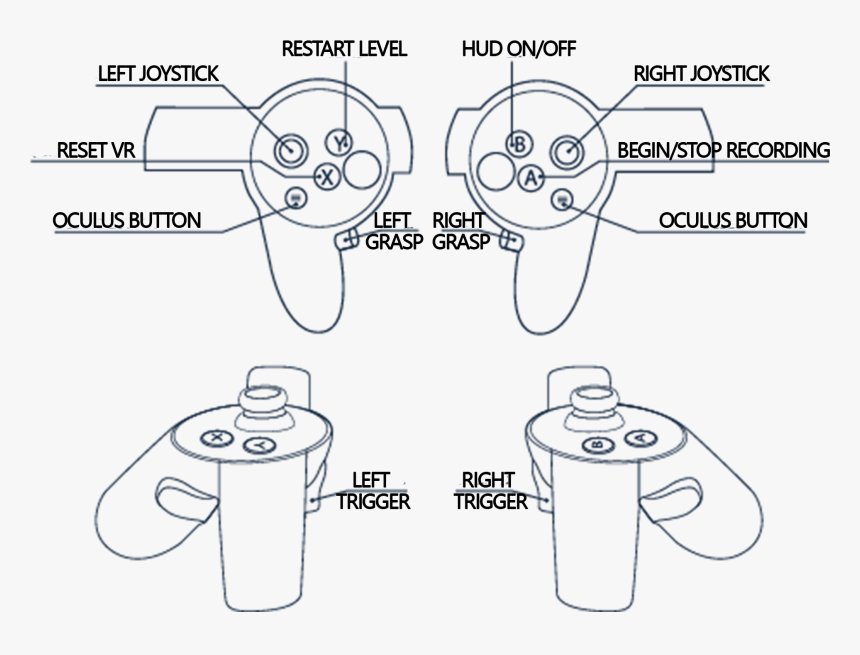 RESTART LEVEL
HUD ON/OFF
LEFT JOYSTICK
RIGHT JOYSTICK
Y
B
RESET VR
BEGIN/STOP RECORDING
X
A
OCULUS BUTTON
LEFT
GRASP
RIGHT
GRASP
OCULUS BUTTON
X
Y
B
A
LEFT
TRIGGER
RIGHT
TRIGGER